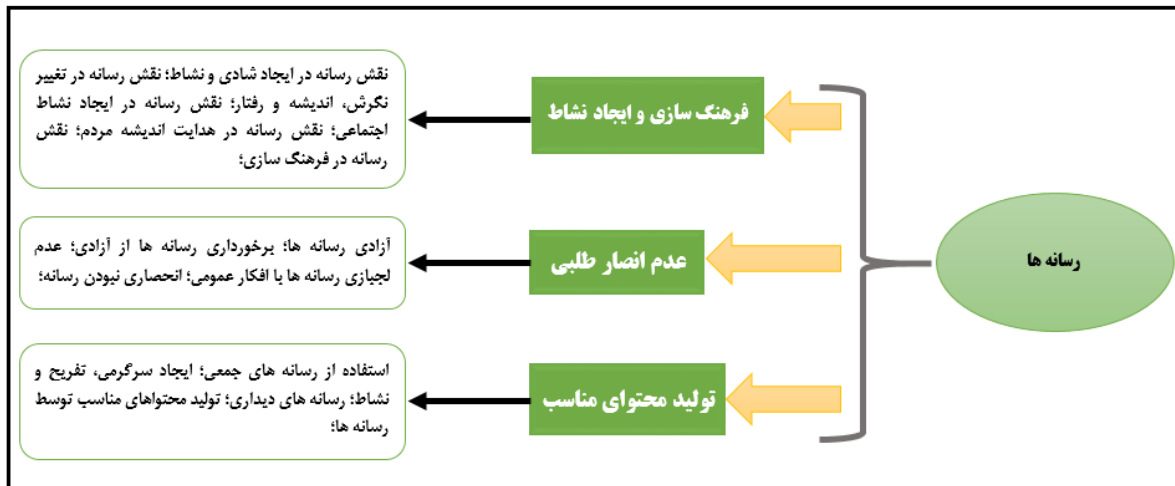 رسانه ها
فرهنگ سازی و ایجاد نشاط
نقش رسانه در ایجاد شادی و نشاط؛ نقش رسانه در تغییر
نگرش، اندیشه و رفتار؛ نقش رسانه در ایجاد نشاط
اجتماعی؛ نقش رسانه در هدایت اندیشه مردم؛ نقش
رسانه در فرهنگ سازی؛
عدم انصار طلبی
آزادی رسانه ها؛ برخورداری رسانه ها از آزادی؛ عدم
لجبازی رسانه ها با افکار عمومی؛ انحصاری نبودن رسانه؛
تولید محتوای مناسب
استفاده از رسانه های جمعی؛ ایجاد سرگرمی، تفریح و
نشاط؛ رسانه های دیداری؛ تولید محتواهای مناسب توسط
رسانه ها؛